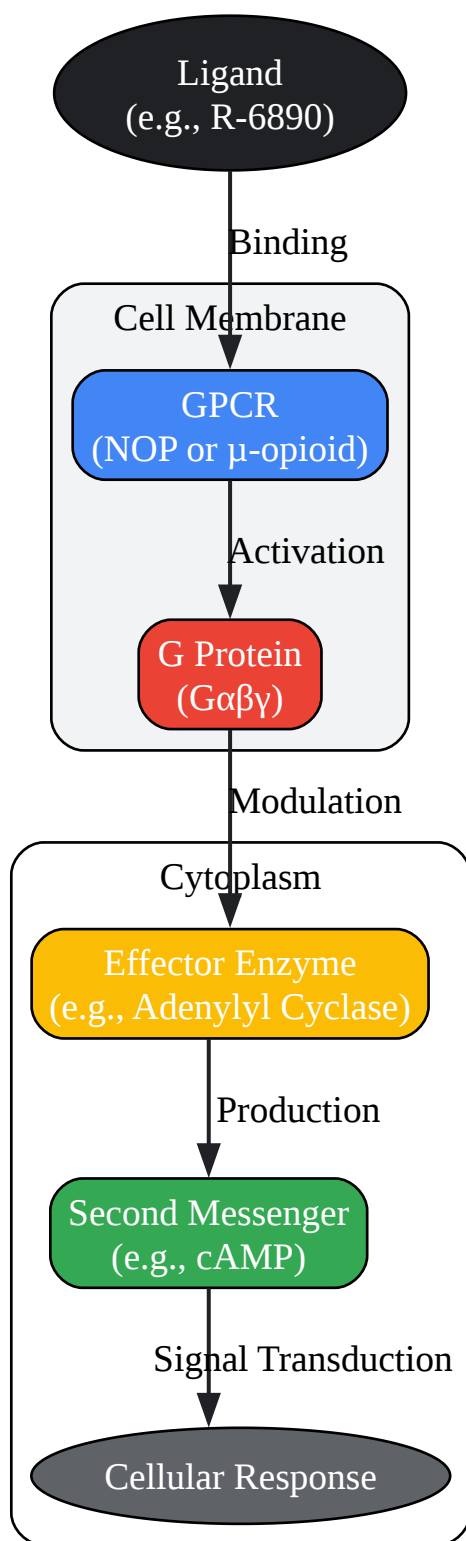 Ligand
(e.g., R-6890)
Binding
Cell Membrane
GPCR
(NOP or µ-opioid)
Activation
G Protein
(Gαβγ)
Modulation
Cytoplasm
Effector Enzyme
(e.g., Adenylyl Cyclase)
Production
Second Messenger
(e.g., cAMP)
Signal Transduction
Cellular Response